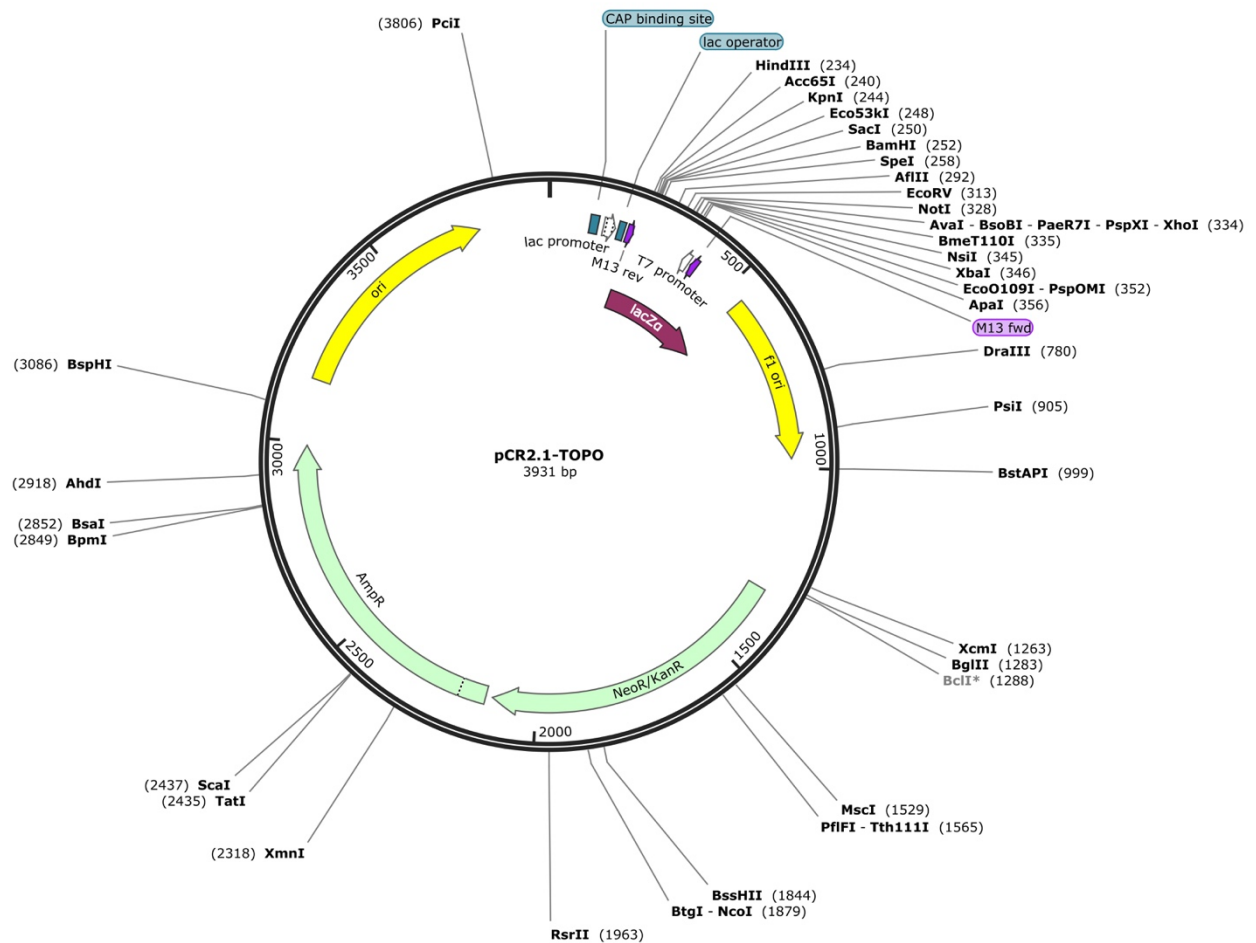 (3806) PciI
CAP binding site
lac operator
HindIII (234)
Acc65I (240)
KpnI (244)
Eco53kI (248)
SacI (250)
BamHI (252)
SpeI (258)
AflII (292)
EcoRV (313)
NotI (328)
AvaI - BsoBI - PaeR7I - PspXI - XhoI (334)
BmeT110I (335)
NsiI (345)
XbaI (346)
EcoO109I - PspOMI (352)
ApaI (356)
M13 fwd
DraIII (780)
PsiI (905)
BstAPI (999)
XcmI (1263)
BglII (1283)
BclI* (1288)
MscI (1529)
PflFI - Tth111I (1565)
BssHII (1844)
BtgI - NcoI (1879)
RsrII (1963)
(2318) XmnI
(2437) ScaI
(2435) TatI
(2852) BsaI
(2849) BpmI
(2918) AhdI
(3086) BspHI
lac promoter
M13 rev
T7 promoter
lacZα
f1 ori
ori
NeoR/KanR
AmpR
500
1000
1500
2000
2500
3000
3500
pCR2.1-TOPO
3931 bp